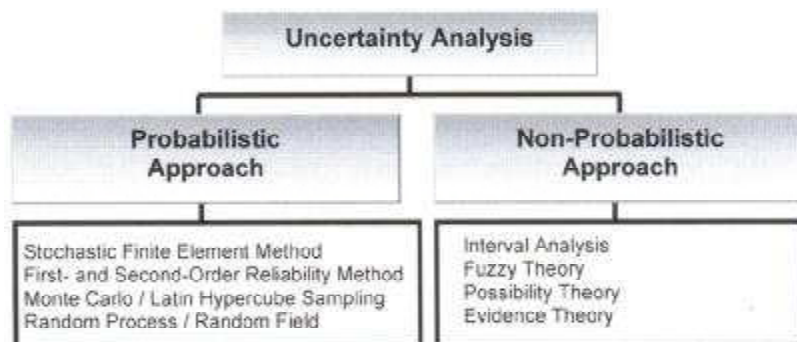 Uncertainty Analysis
Probabilistic
Approach
Stochastic Finite Element Method
First- and Second-Order Reliability Method
Monte Carlo / Latin Hypercube Sampling
Random Process / Random Field
Non-Probabilistic
Approach
Interval Analysis
Fuzzy Theory
Possibility Theory
Evidence Theory